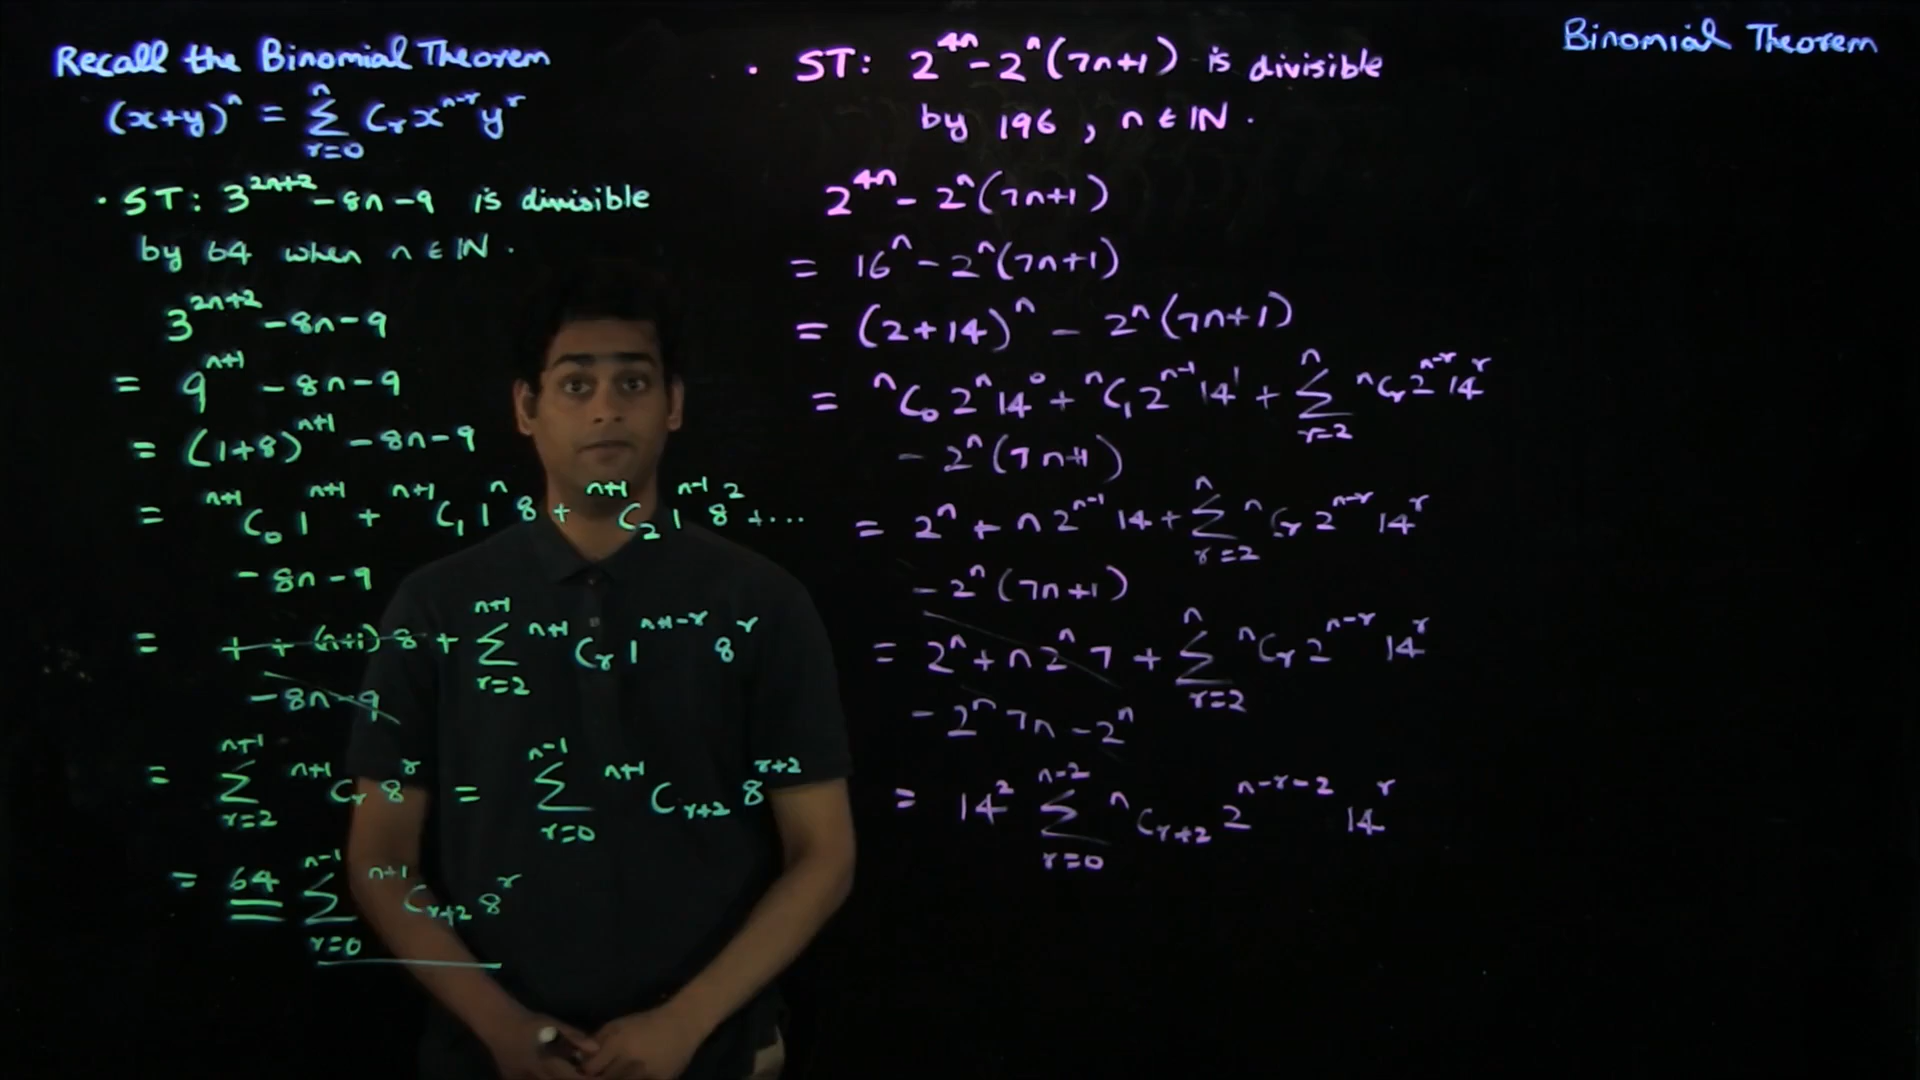 Recall the Binomial Theorem
(x+y)^n = Σ_{r=0}^{n} C_r x^{n-r} y^r
· ST: 3^{2n+2} - 8n - 9 is divisible
by 64 when n ∈ ℕ .
3^{2n+2} - 8n - 9
= 9^{n+1} - 8n - 9
= (1+8)^{n+1} - 8n - 9
= ^{n+1}C_0 1^{n+1} + ^{n+1}C_1 1^n 8 + ^{n+1}C_2 1^{n-1} 8^2 + ...
- 8n - 9
= 1 + (n+1) 8 + Σ_{r=2}^{n+1} ^{n+1}C_r 1^{n+1-r} 8^r
- 8n - 9
= Σ_{r=2}^{n+1} ^{n+1}C_r 8^r = Σ_{r=0}^{n-1} ^{n+1}C_{r+2} 8^{r+2}
= 64 Σ_{r=0}^{n-1} ^{n+1}C_{r+2} 8^r
· ST: 2^{4n} - 2^n (7n+1) is divisible
by 196 , n ∈ ℕ .
2^{4n} - 2^n (7n+1)
= 16^n - 2^n (7n+1)
= (2+14)^n - 2^n (7n+1)
= ^nC_0 2^n 14^0 + ^nC_1 2^{n-1} 14^1 + Σ_{r=2}^{n} ^nC_r 2^{n-r} 14^r
- 2^n (7n+1)
= 2^n + n 2^{n-1} 14 + Σ_{r=2}^{n} ^nC_r 2^{n-r} 14^r
- 2^n (7n+1)
= 2^n + n 2^n 7 + Σ_{r=2}^{n} ^nC_r 2^{n-r} 14^r
- 2^n 7n - 2^n
= 14^2 Σ_{r=0}^{n-2} ^nC_{r+2} 2^{n-r-2} 14^r
Binomial Theorem